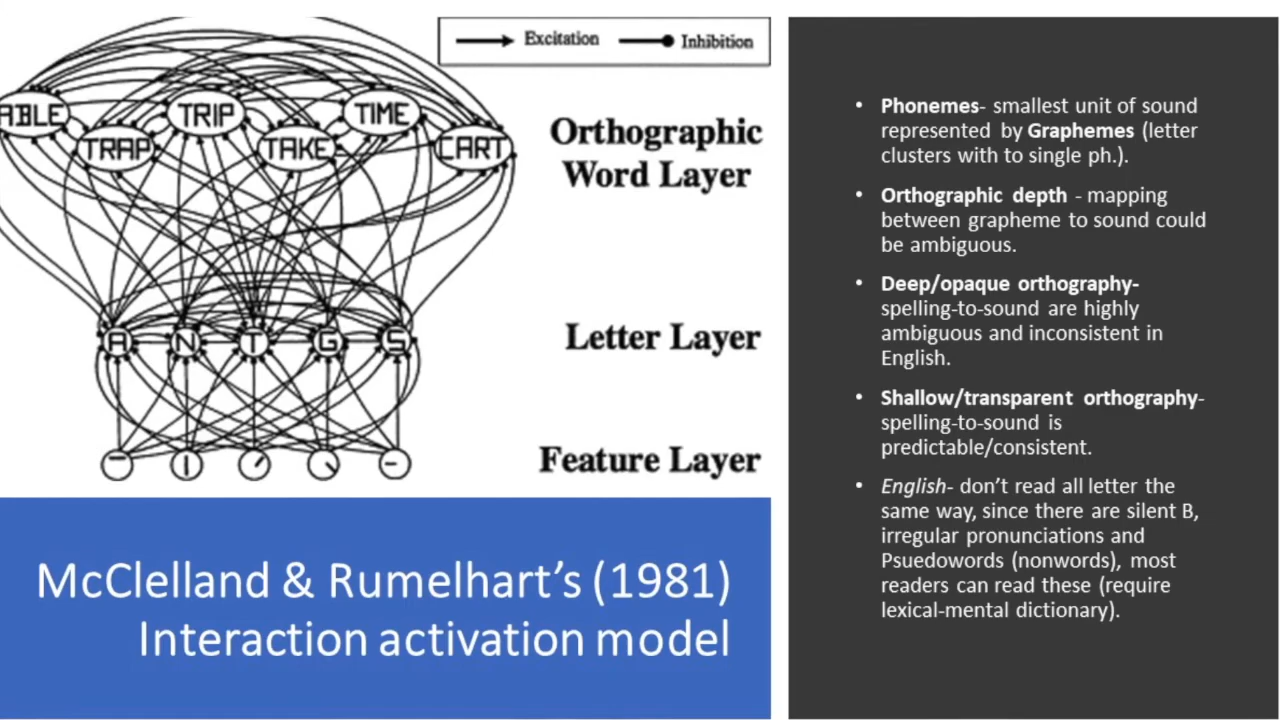 Excitation
Inhibition
ABLE
TRIP
TIME
TRAP
TAKE
CART
Orthographic
Word Layer
A N T G S
Letter Layer
Feature Layer
McClelland & Rumelhart’s (1981)
Interaction activation model
• Phonemes- smallest unit of sound
represented by Graphemes (letter
clusters with to single ph.).
• Orthographic depth - mapping
between grapheme to sound could
be ambiguous.
• Deep/opaque orthography-
spelling-to-sound are highly
ambiguous and inconsistent in
English.
• Shallow/transparent orthography-
spelling-to-sound is
predictable/consistent.
• English- don’t read all letter the
same way, since there are silent B,
irregular pronunciations and
Psuedowords (nonwords), most
readers can read these (require
lexical-mental dictionary).